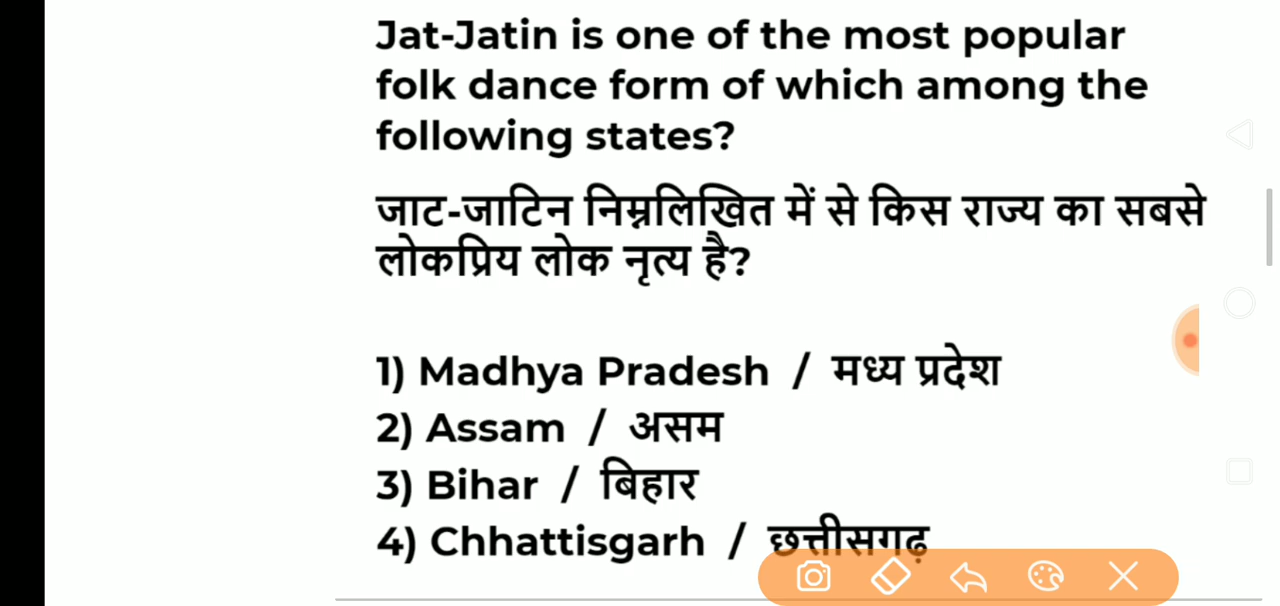 Jat-Jatin is one of the most popular
folk dance form of which among the
following states?
जाट-जाटिन निम्नलिखित में से किस राज्य का सबसे
लोकप्रिय लोक नृत्य है?
1) Madhya Pradesh / मध्य प्रदेश
2) Assam / असम
3) Bihar / बिहार
4) Chhattisgarh / छत्तीसगढ़